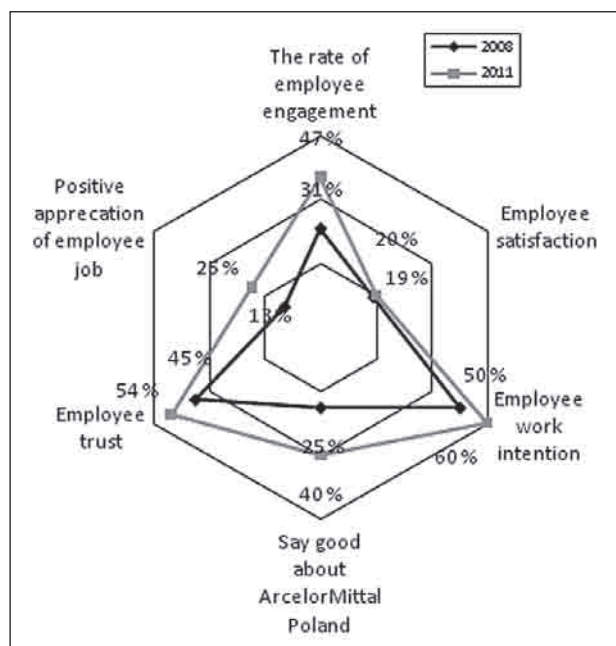 2008
2011
The rate of
employee
engagement
47%
31%
Employee
satisfaction
20%
19%
50%
Employee
work
intention
60%
25%
40%
Say good
about
ArcelorMittal
Poland
54%
45%
Employee
trust
Positive
apprecation
of employee
job
25%
13%